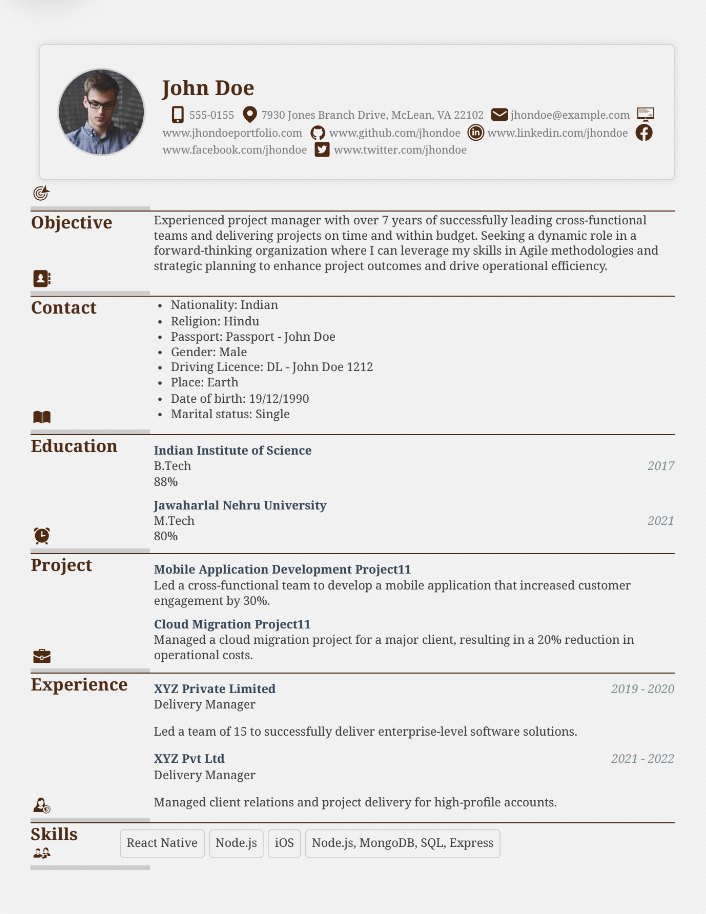 John Doe
555-0155 7930 Jones Branch Drive, McLean, VA 22102 jhondoe@example.com
www.jhondoeportfolio.com www.github.com/jhondoe www.linkedin.com/jhondoe
www.facebook.com/jhondoe www.twitter.com/jhondoe
Objective
Experienced project manager with over 7 years of successfully leading cross-functional
teams and delivering projects on time and within budget. Seeking a dynamic role in a
forward-thinking organization where I can leverage my skills in Agile methodologies and
strategic planning to enhance project outcomes and drive operational efficiency.
Contact
• Nationality: Indian
• Religion: Hindu
• Passport: Passport - John Doe
• Gender: Male
• Driving Licence: DL - John Doe 1212
• Place: Earth
• Date of birth: 19/12/1990
• Marital status: Single
Education
Indian Institute of Science
B.Tech 2017
88%
Jawaharlal Nehru University
M.Tech 2021
80%
Project
Mobile Application Development Project11
Led a cross-functional team to develop a mobile application that increased customer
engagement by 30%.
Cloud Migration Project11
Managed a cloud migration project for a major client, resulting in a 20% reduction in
operational costs.
Experience
XYZ Private Limited 2019 - 2020
Delivery Manager
Led a team of 15 to successfully deliver enterprise-level software solutions.
XYZ Pvt Ltd 2021 - 2022
Delivery Manager
Managed client relations and project delivery for high-profile accounts.
Skills
React Native Node.js iOS Node.js, MongoDB, SQL, Express